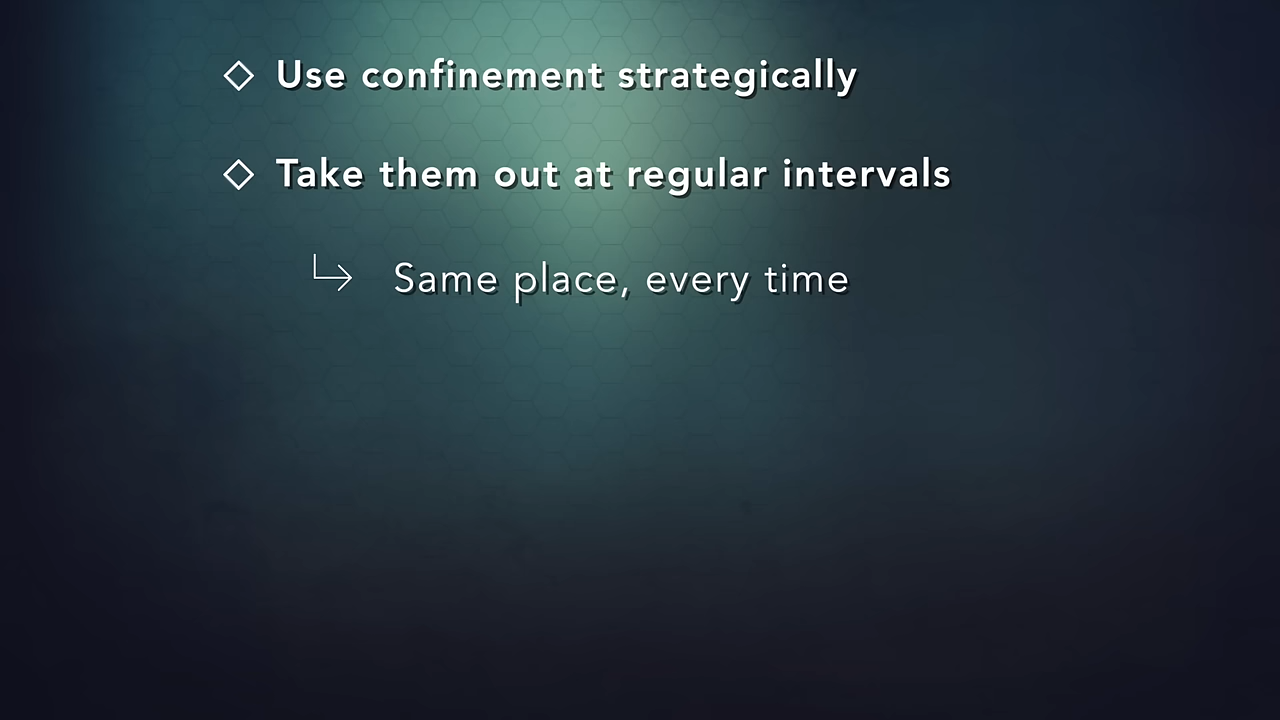 Use confinement strategically
Take them out at regular intervals
Same place, every time